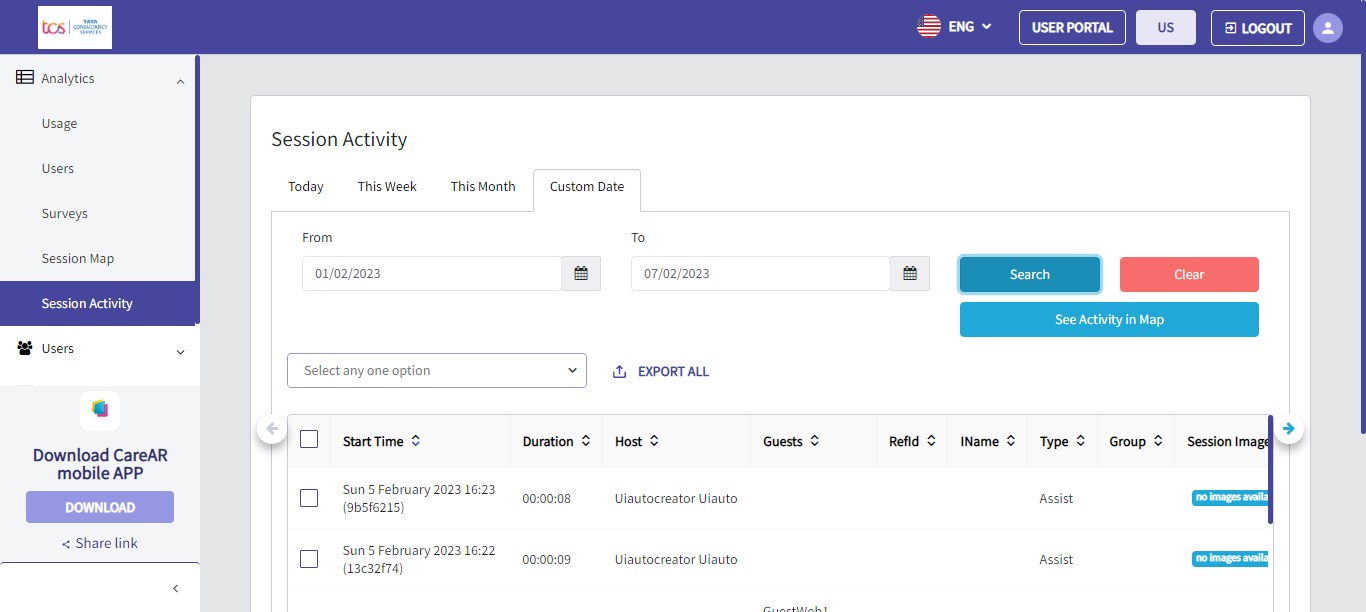 tcs TATA CONSULTANCY SERVICES
ENG
USER PORTAL
US
LOGOUT
Analytics
Usage
Users
Surveys
Session Map
Session Activity
Users
Download CareAR
mobile APP
DOWNLOAD
Share link
Session Activity
Today This Week This Month Custom Date
From To
01/02/2023 07/02/2023 Search Clear
See Activity in Map
Select any one option EXPORT ALL
Start Time Duration Host Guests RefId IName Type Group Session Image
Sun 5 February 2023 16:23
(9b5f6215) 00:00:08 Uiautocreator Uiauto Assist no images availa
Sun 5 February 2023 16:22
(13c32f74) 00:00:09 Uiautocreator Uiauto Assist no images availa
GuestWeb1